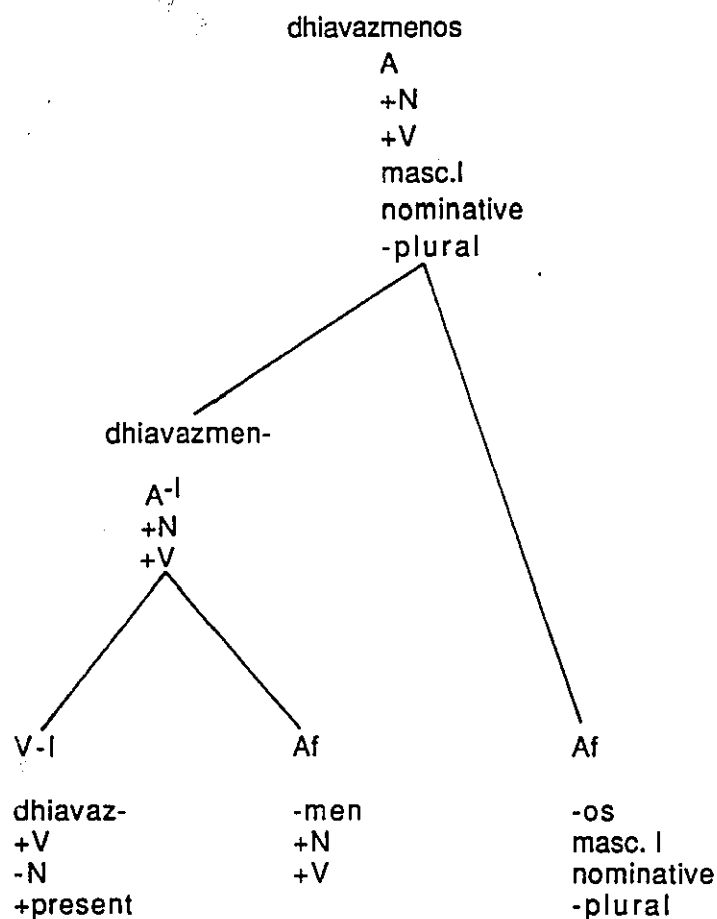 dhiavazmenos
A
+N
+V
masc.I
nominative
-plural
dhiavazmen-
A-I
+N
+V
V-I Af Af
dhiavaz- -men -os
+V +N masc. I
-N +V nominative
+present -plural